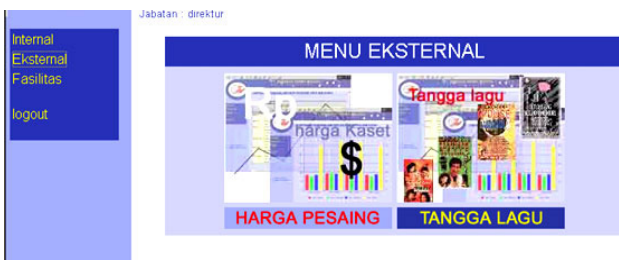 Jabatan : direktur
Internal
Eksternal
Fasilitas
logout
MENU EKSTERNAL
harga Kaset
$
Tangga lagu
HARGA PESAING
TANGGA LAGU